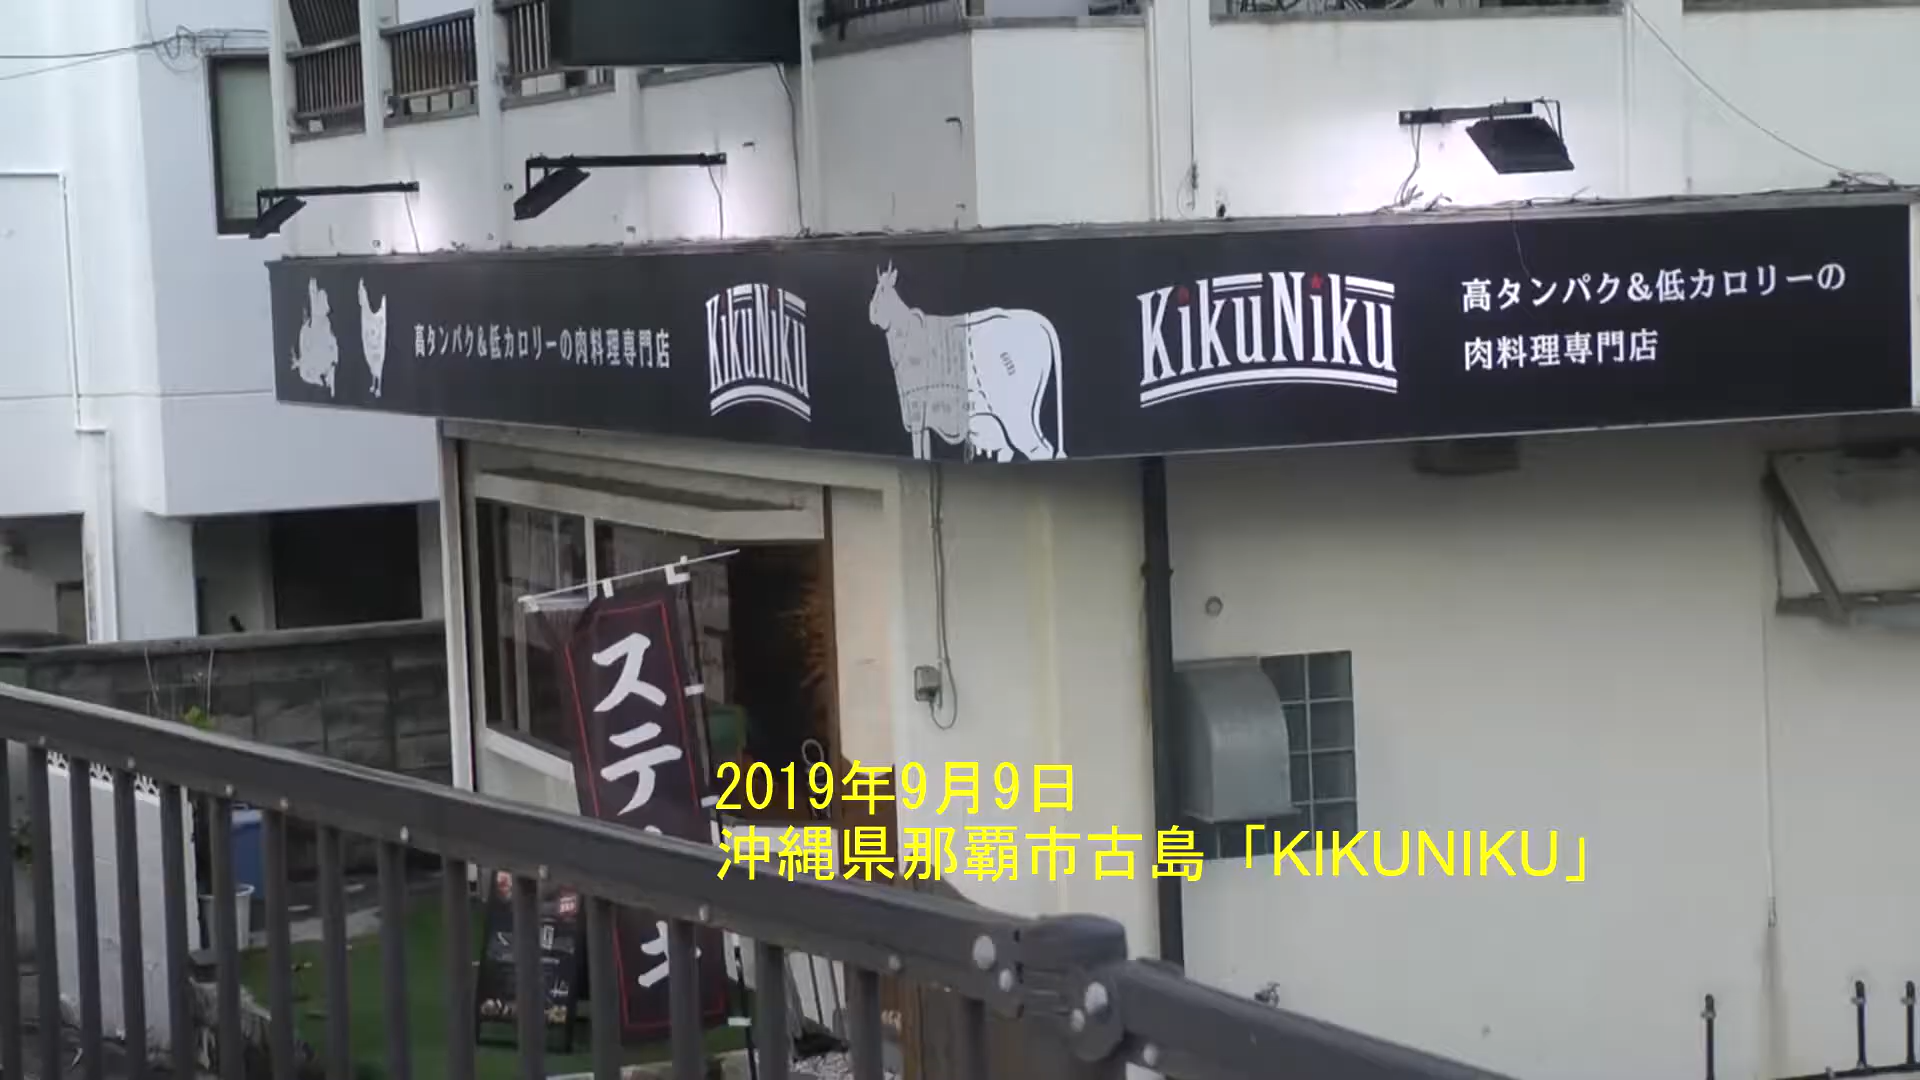 高タンパク&低カロリーの肉料理専門店
KikuNiku
KikuNiku
高タンパク&低カロリーの
肉料理専門店
ステ
キ
2019年9月9日
沖縄県那覇市古島「KIKUNIKU」